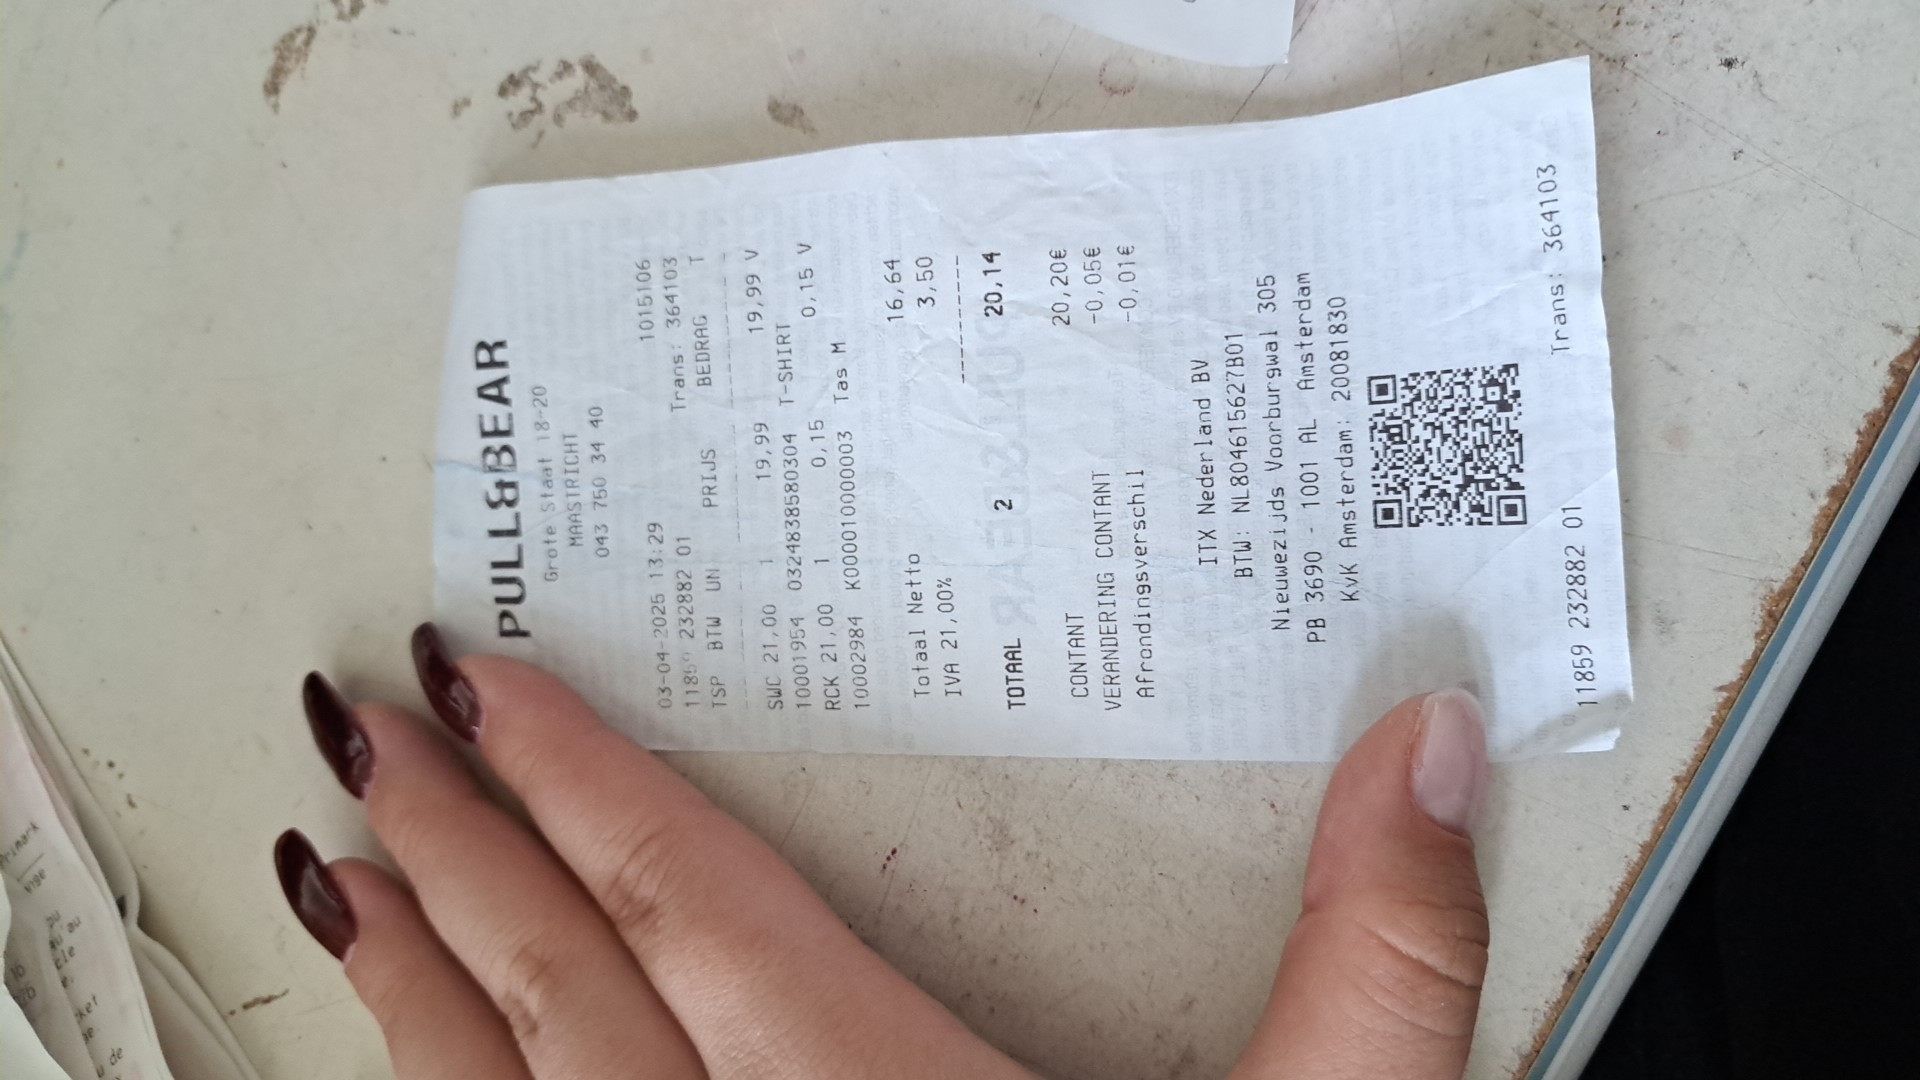 PULL&BEAR
Grote Staat 18-20
MAASTRICHT
043 750 34 40
03-04-2025 13:29 1015106
11859 232882 01 Trans: 364103
TSP BTW UN. PRIJS BEDRAG T
SWC 21,00 1 19,99 19,99 V
10001954 03248385580304 T-SHIRT
RCK 21,00 1 0,15 0,15 V
10002984 K0000100000003 Tas M
Totaal Netto 16,64
IVA 21,00% 3,50
TOTAAL 2 20,14
CONTANT 20,20€
VERANDERING CONTANT -0,05€
Afrondingsverschil -0,01€
ITX Nederland BV
BTW: NL804615627B01
Nieuwezijds Voorburgwal 305
PB 3690 - 1001 AL Amsterdam
KvK Amsterdam: 20081830
11859 232882 01 Trans: 364103
Primark